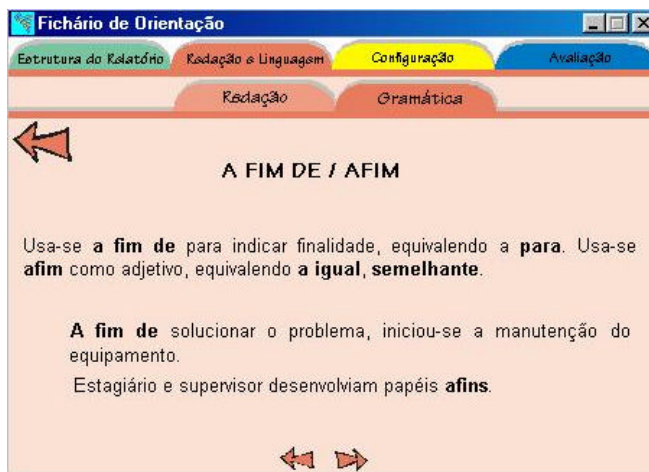 Fichário de Orientação
Estrutura do Relatório Redação e Linguagem Configuração Avaliação
Redação Gramática
A FIM DE / AFIM
Usa-se a fim de para indicar finalidade, equivalendo a para. Usa-se
afim como adjetivo, equivalendo a igual, semelhante.
A fim de solucionar o problema, iniciou-se a manutenção do
equipamento.
Estagiário e supervisor desenvolviam papéis afins.